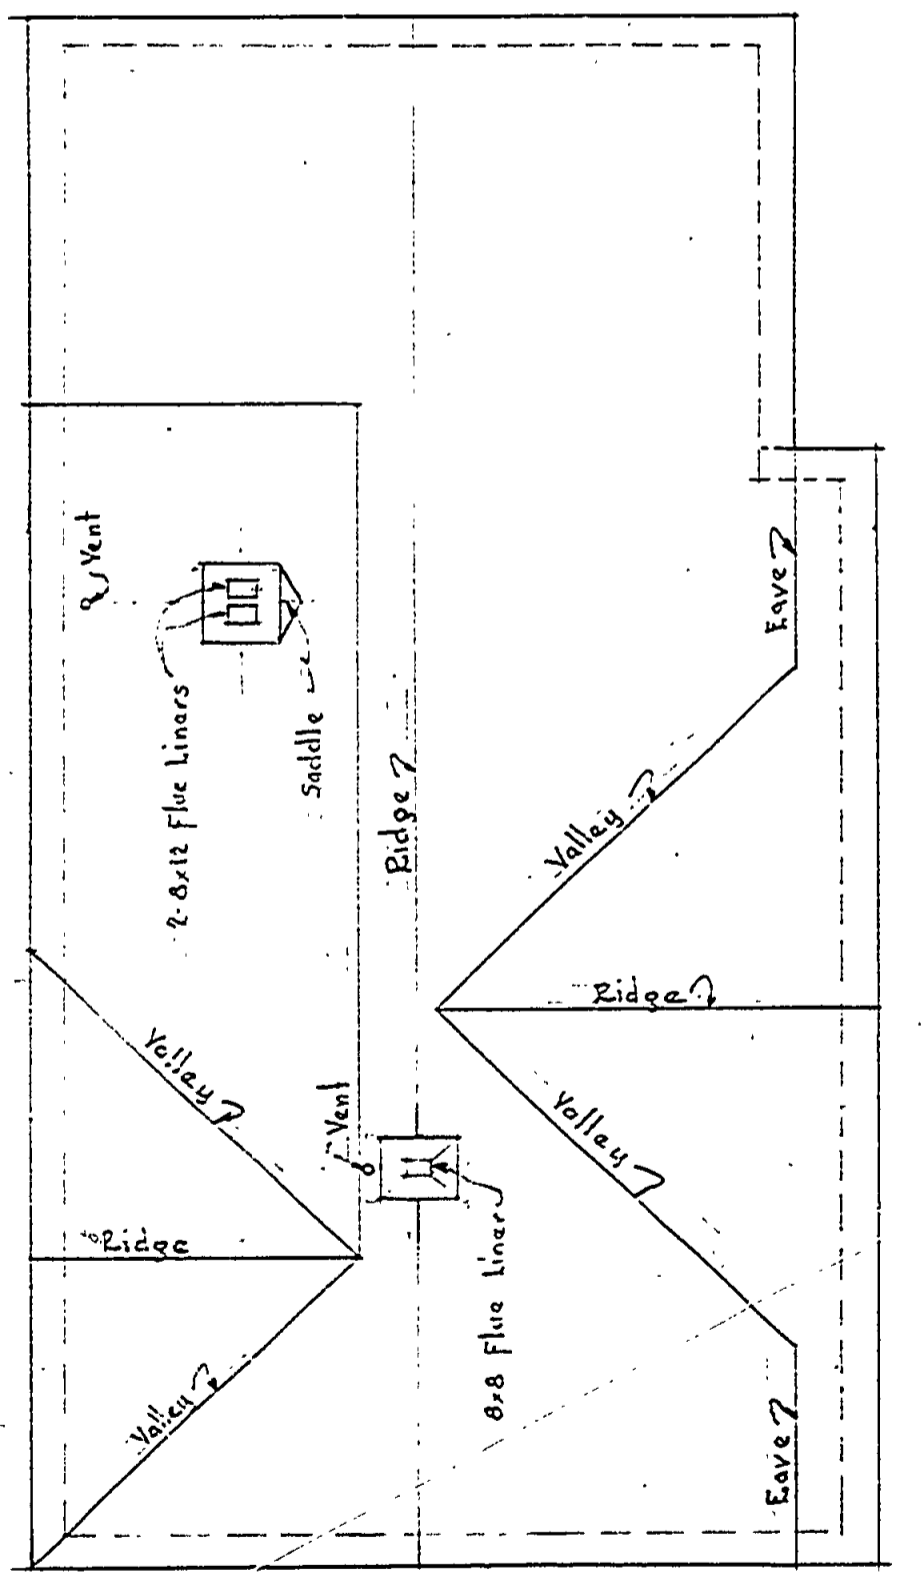 Vent
2-8x12 Flue Liners
Saddle
Ridge
Eave
Valley
Ridge
Valley
Vent
Valley
Ridge
8x8 Flue Liner
Valley
Eave